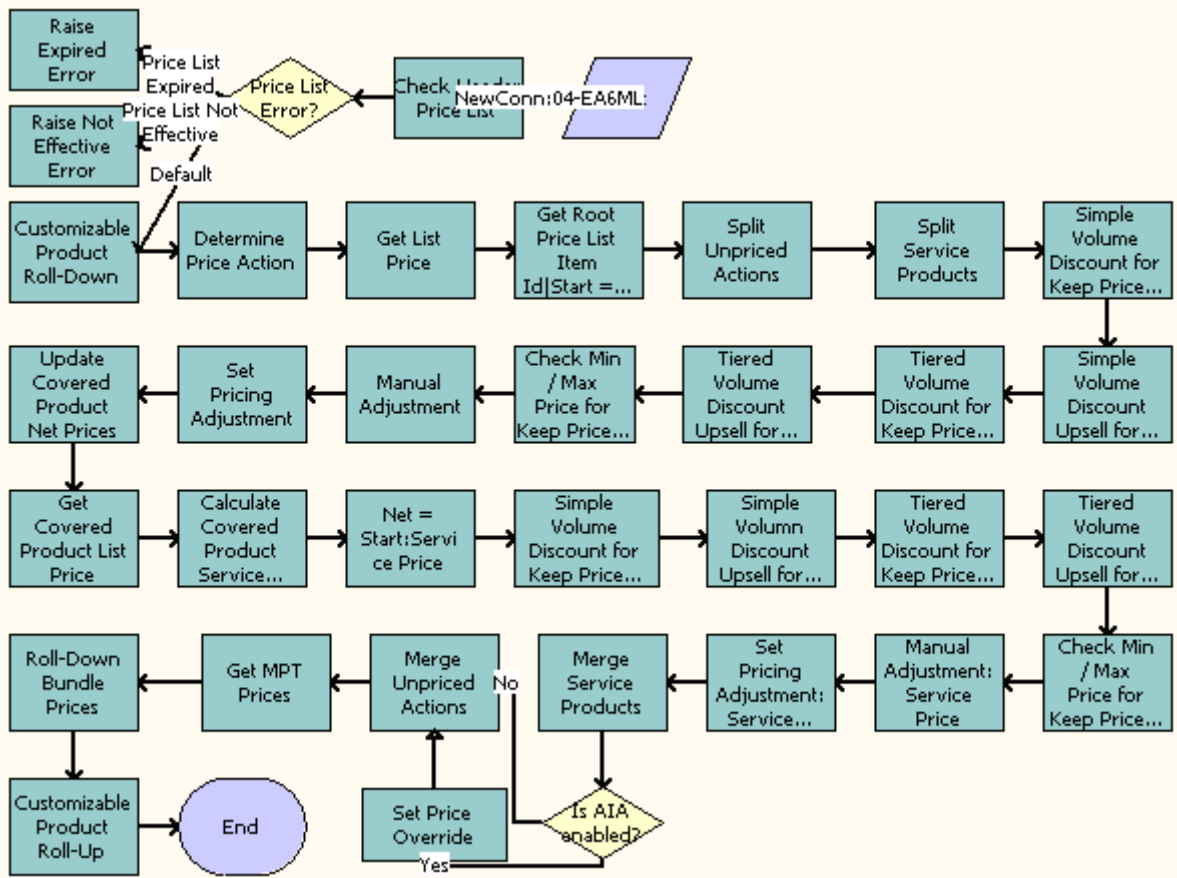 Raise
Expired
Error
Price List
Expired
Price List Not
Effective
Default
Price List
Error?
Check Header
Price List
NewConn:04-EA6ML:
Raise Not
Effective
Error
Customizable
Product
Roll-Down
Determine
Price Action
Get List
Price
Get Root
Price List
Item
Id|Start =...
Split
Unpriced
Actions
Split
Service
Products
Simple
Volume
Discount for
Keep Price...
Update
Covered
Product
Net Prices
Set
Pricing
Adjustment
Manual
Adjustment
Check Min
/ Max
Price for
Keep Price...
Tiered
Volume
Discount
Upsell for...
Tiered
Volume
Discount for
Keep Price...
Simple
Volume
Discount
Upsell for...
Get
Covered
Product List
Price
Calculate
Covered
Product
Service...
Net =
Start:Servi
ce Price
Simple
Volume
Discount for
Keep Price...
Simple
Volumn
Discount
Upsell for...
Tiered
Volume
Discount for
Keep Price...
Tiered
Volume
Discount
Upsell for...
Roll-Down
Bundle
Prices
Get MPT
Prices
Merge
Unpriced
Actions
No
Merge
Service
Products
Set
Pricing
Adjustment:
Service...
Manual
Adjustment:
Service
Price
Check Min
/ Max
Price for
Keep Price...
Customizable
Product
Roll-Up
End
Set Price
Override
Yes
Is AIA
enabled?